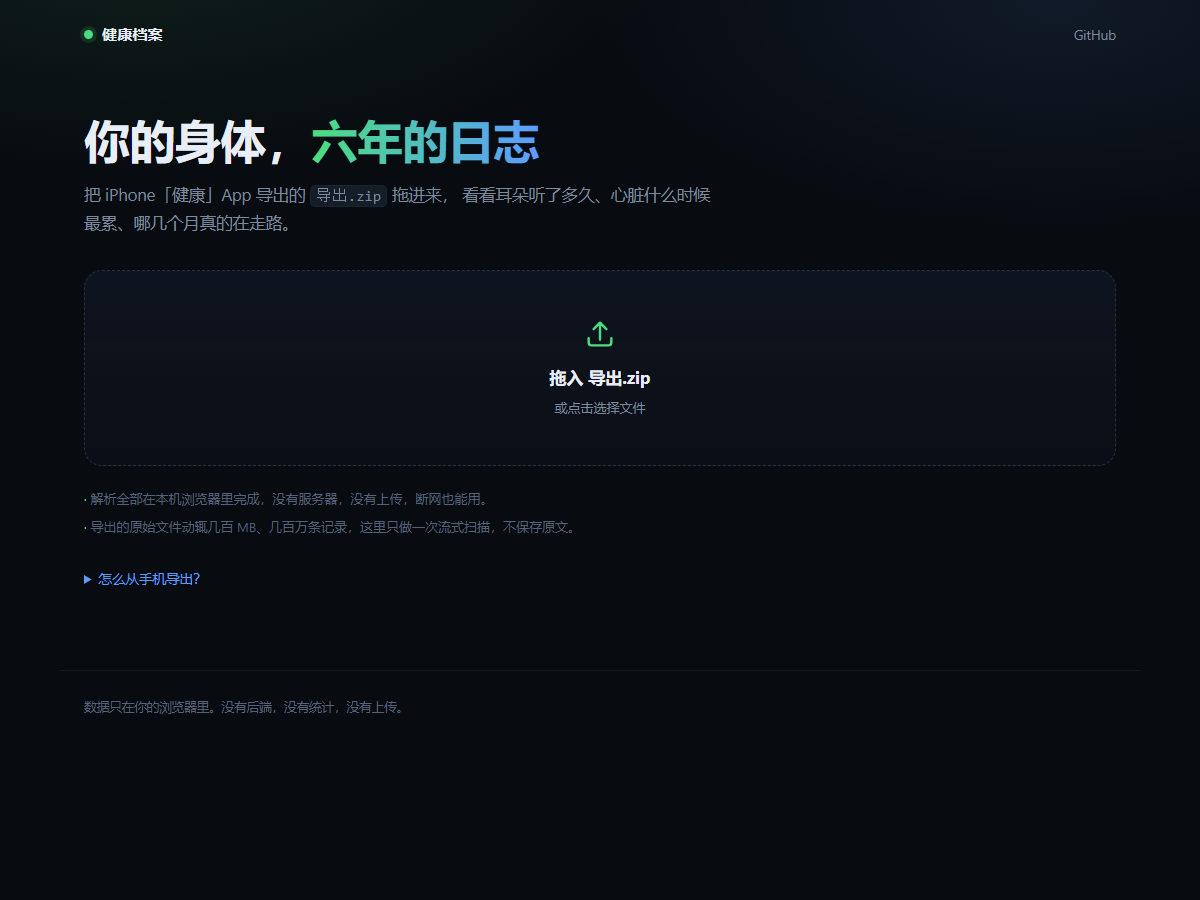 健康档案
GitHub
你的身体，六年的日志
把 iPhone「健康」App 导出的 导出.zip 拖进来， 看看耳朵听了多久、心脏什么时候
最累、哪几个月真的在走路。
拖入 导出.zip
或点击选择文件
· 解析全部在本机浏览器里完成，没有服务器，没有上传，断网也能用。
· 导出的原始文件动辄几百 MB、几百万条记录，这里只做一次流式扫描，不保存原文。
▶ 怎么从手机导出？
数据只在你的浏览器里。没有后端，没有统计，没有上传。